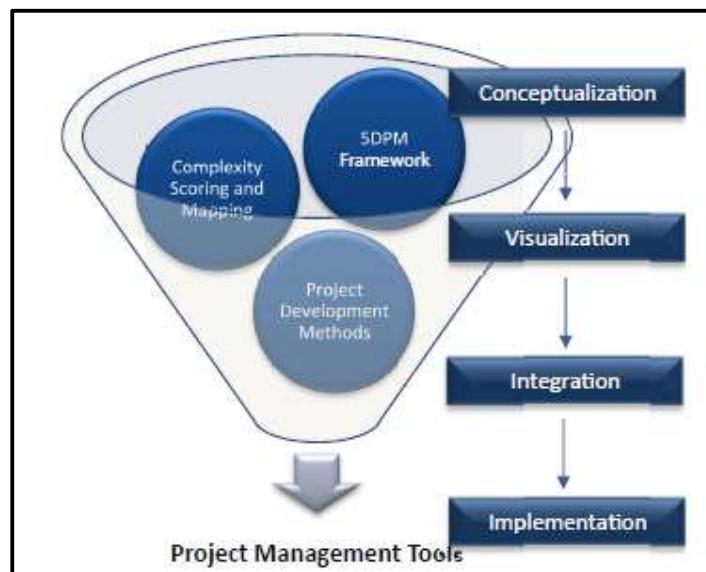 Conceptualization
5DPM
Framework
Complexity
Scoring and
Mapping
Visualization
Project
Development
Methods
Integration
Implementation
Project Management Tools